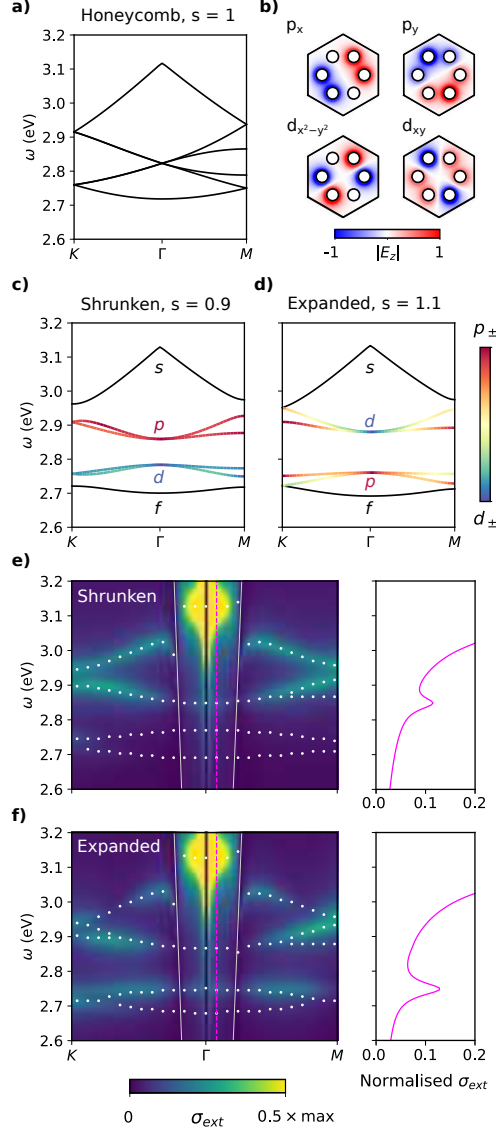 a)
Honeycomb, s = 1
3.2
3.1
3.0
2.9
2.8
2.7
2.6
ω (eV)
K
Γ
M
b)
p_x
p_y
d_{x²−y²}
d_{xy}
-1
|E_z|
1
c)
Shrunken, s = 0.9
3.2
3.1
3.0
2.9
2.8
2.7
2.6
ω (eV)
s
p
d
f
K
Γ
M
d)
Expanded, s = 1.1
s
d
p
f
K
Γ
M
p_±
d_±
e)
Shrunken
3.2
3.1
3.0
2.9
2.8
2.7
2.6
ω (eV)
0.0
0.1
0.2
f)
Expanded
3.2
3.1
3.0
2.9
2.8
2.7
2.6
ω (eV)
K
Γ
M
0.0
0.1
0.2
Normalised σ_{ext}
0
σ_{ext}
0.5 × max